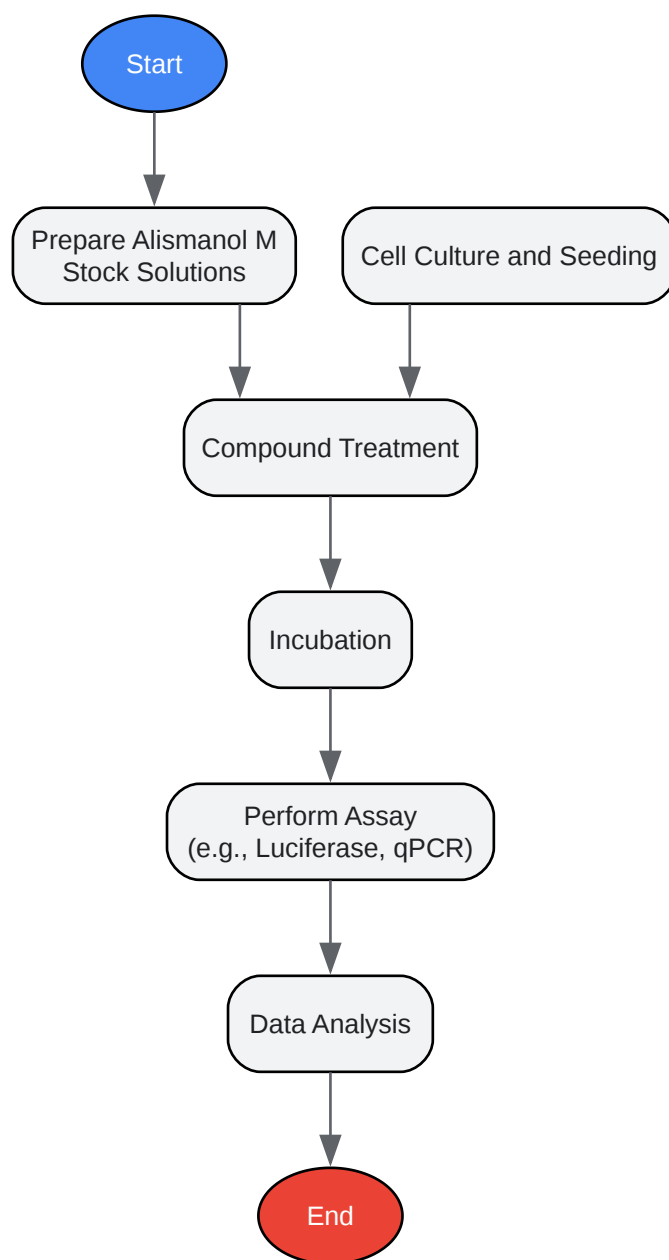 Start
Prepare Alismanol M
Stock Solutions
Cell Culture and Seeding
Compound Treatment
Incubation
Perform Assay
(e.g., Luciferase, qPCR)
Data Analysis
End